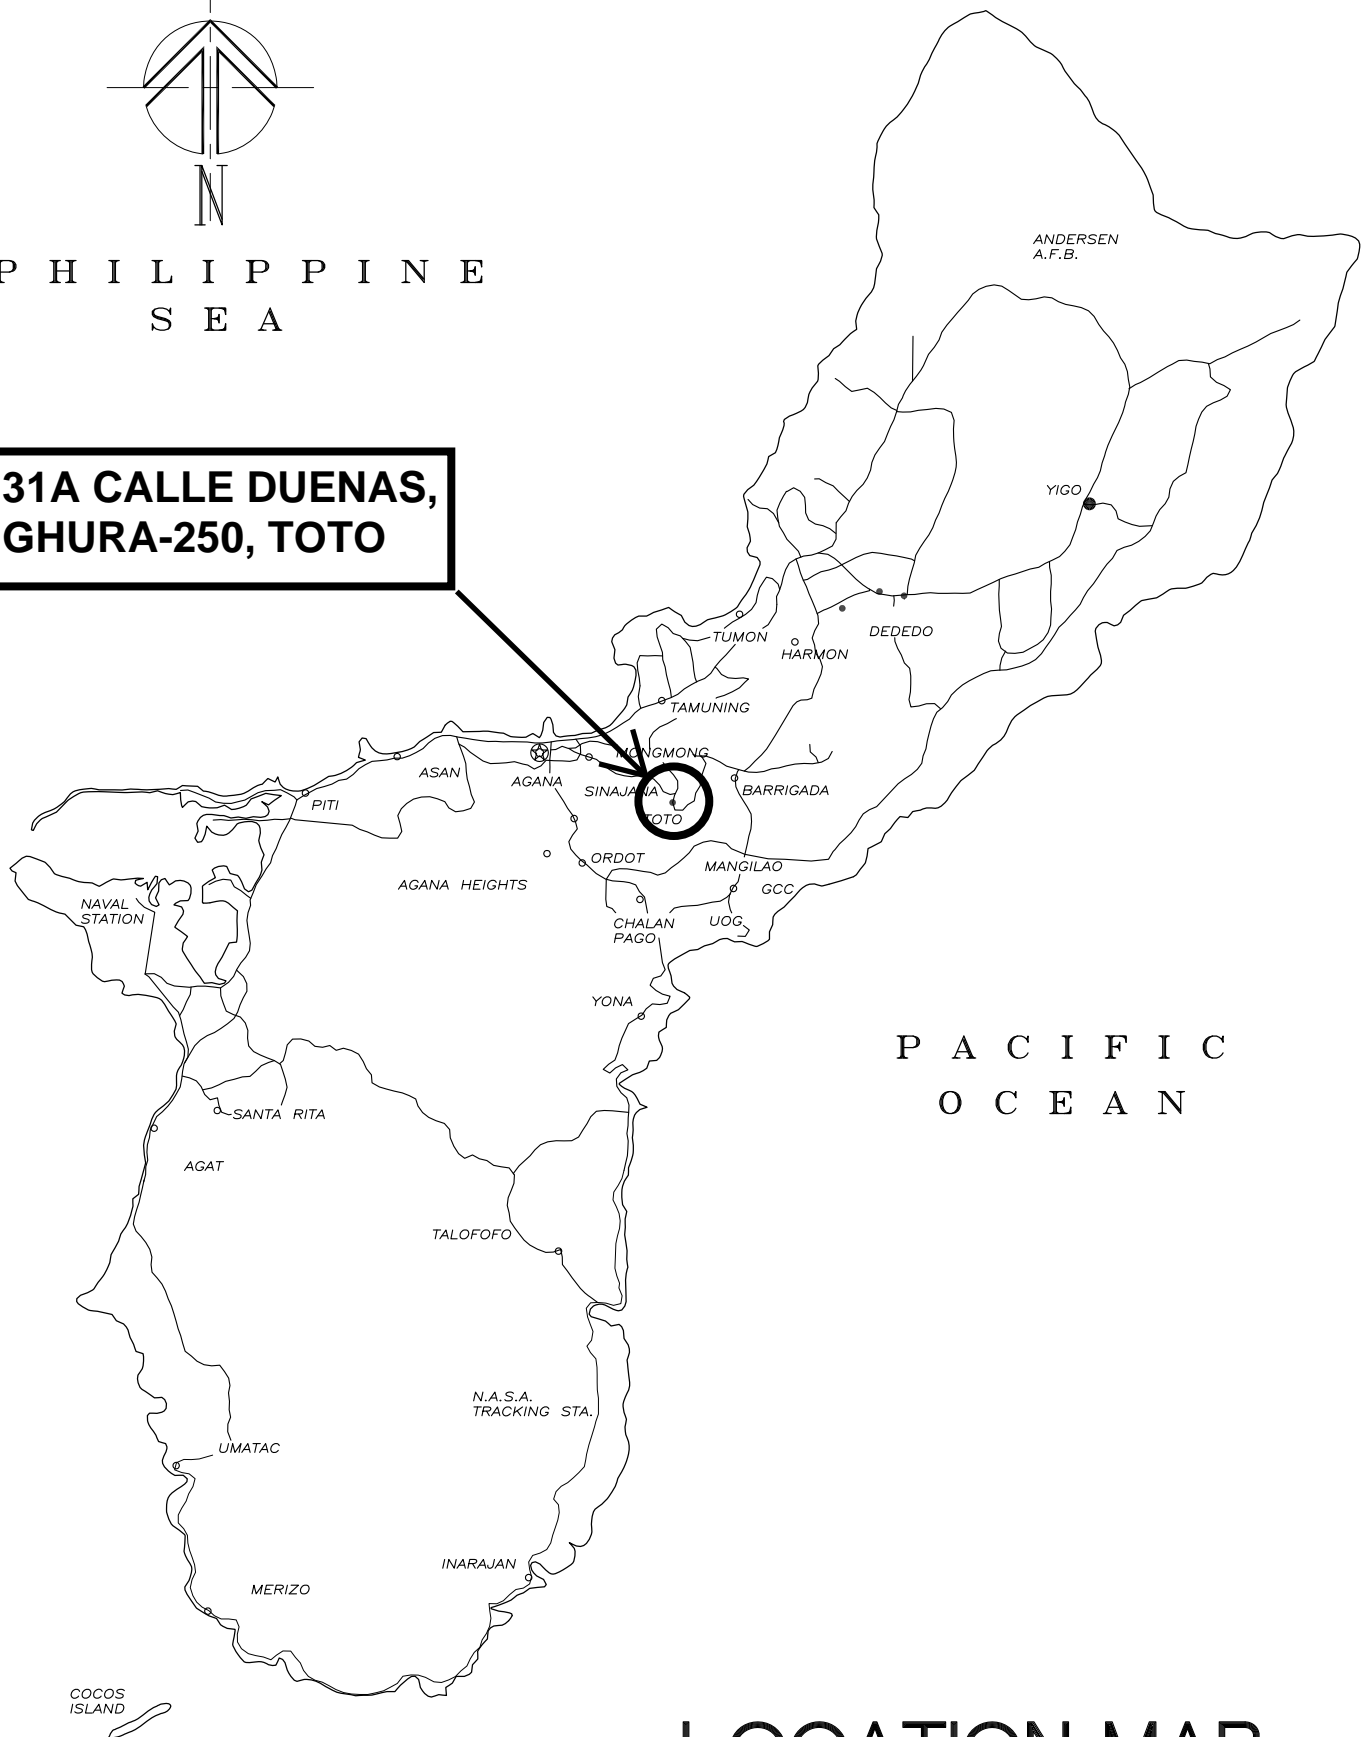 N
PHILIPPINE
SEA
ANDERSEN
A.F.B.
31A CALLE DUENAS,
GHURA-250, TOTO
YIGO
TUMON
HARMON
DEDEDO
TAMUNING
MONGMONG
ASAN
AGANA
SINAJANA
BARRIGADA
PITI
TOTO
ORDOT
MANGILAO
AGANA HEIGHTS
GCC
NAVAL
STATION
CHALAN
PAGO
UOG
YONA
PACIFIC
OCEAN
SANTA RITA
AGAT
TALOFOFO
N.A.S.A.
TRACKING STA.
UMATAC
INARAJAN
MERIZO
COCOS
ISLAND
LOCATION MAP